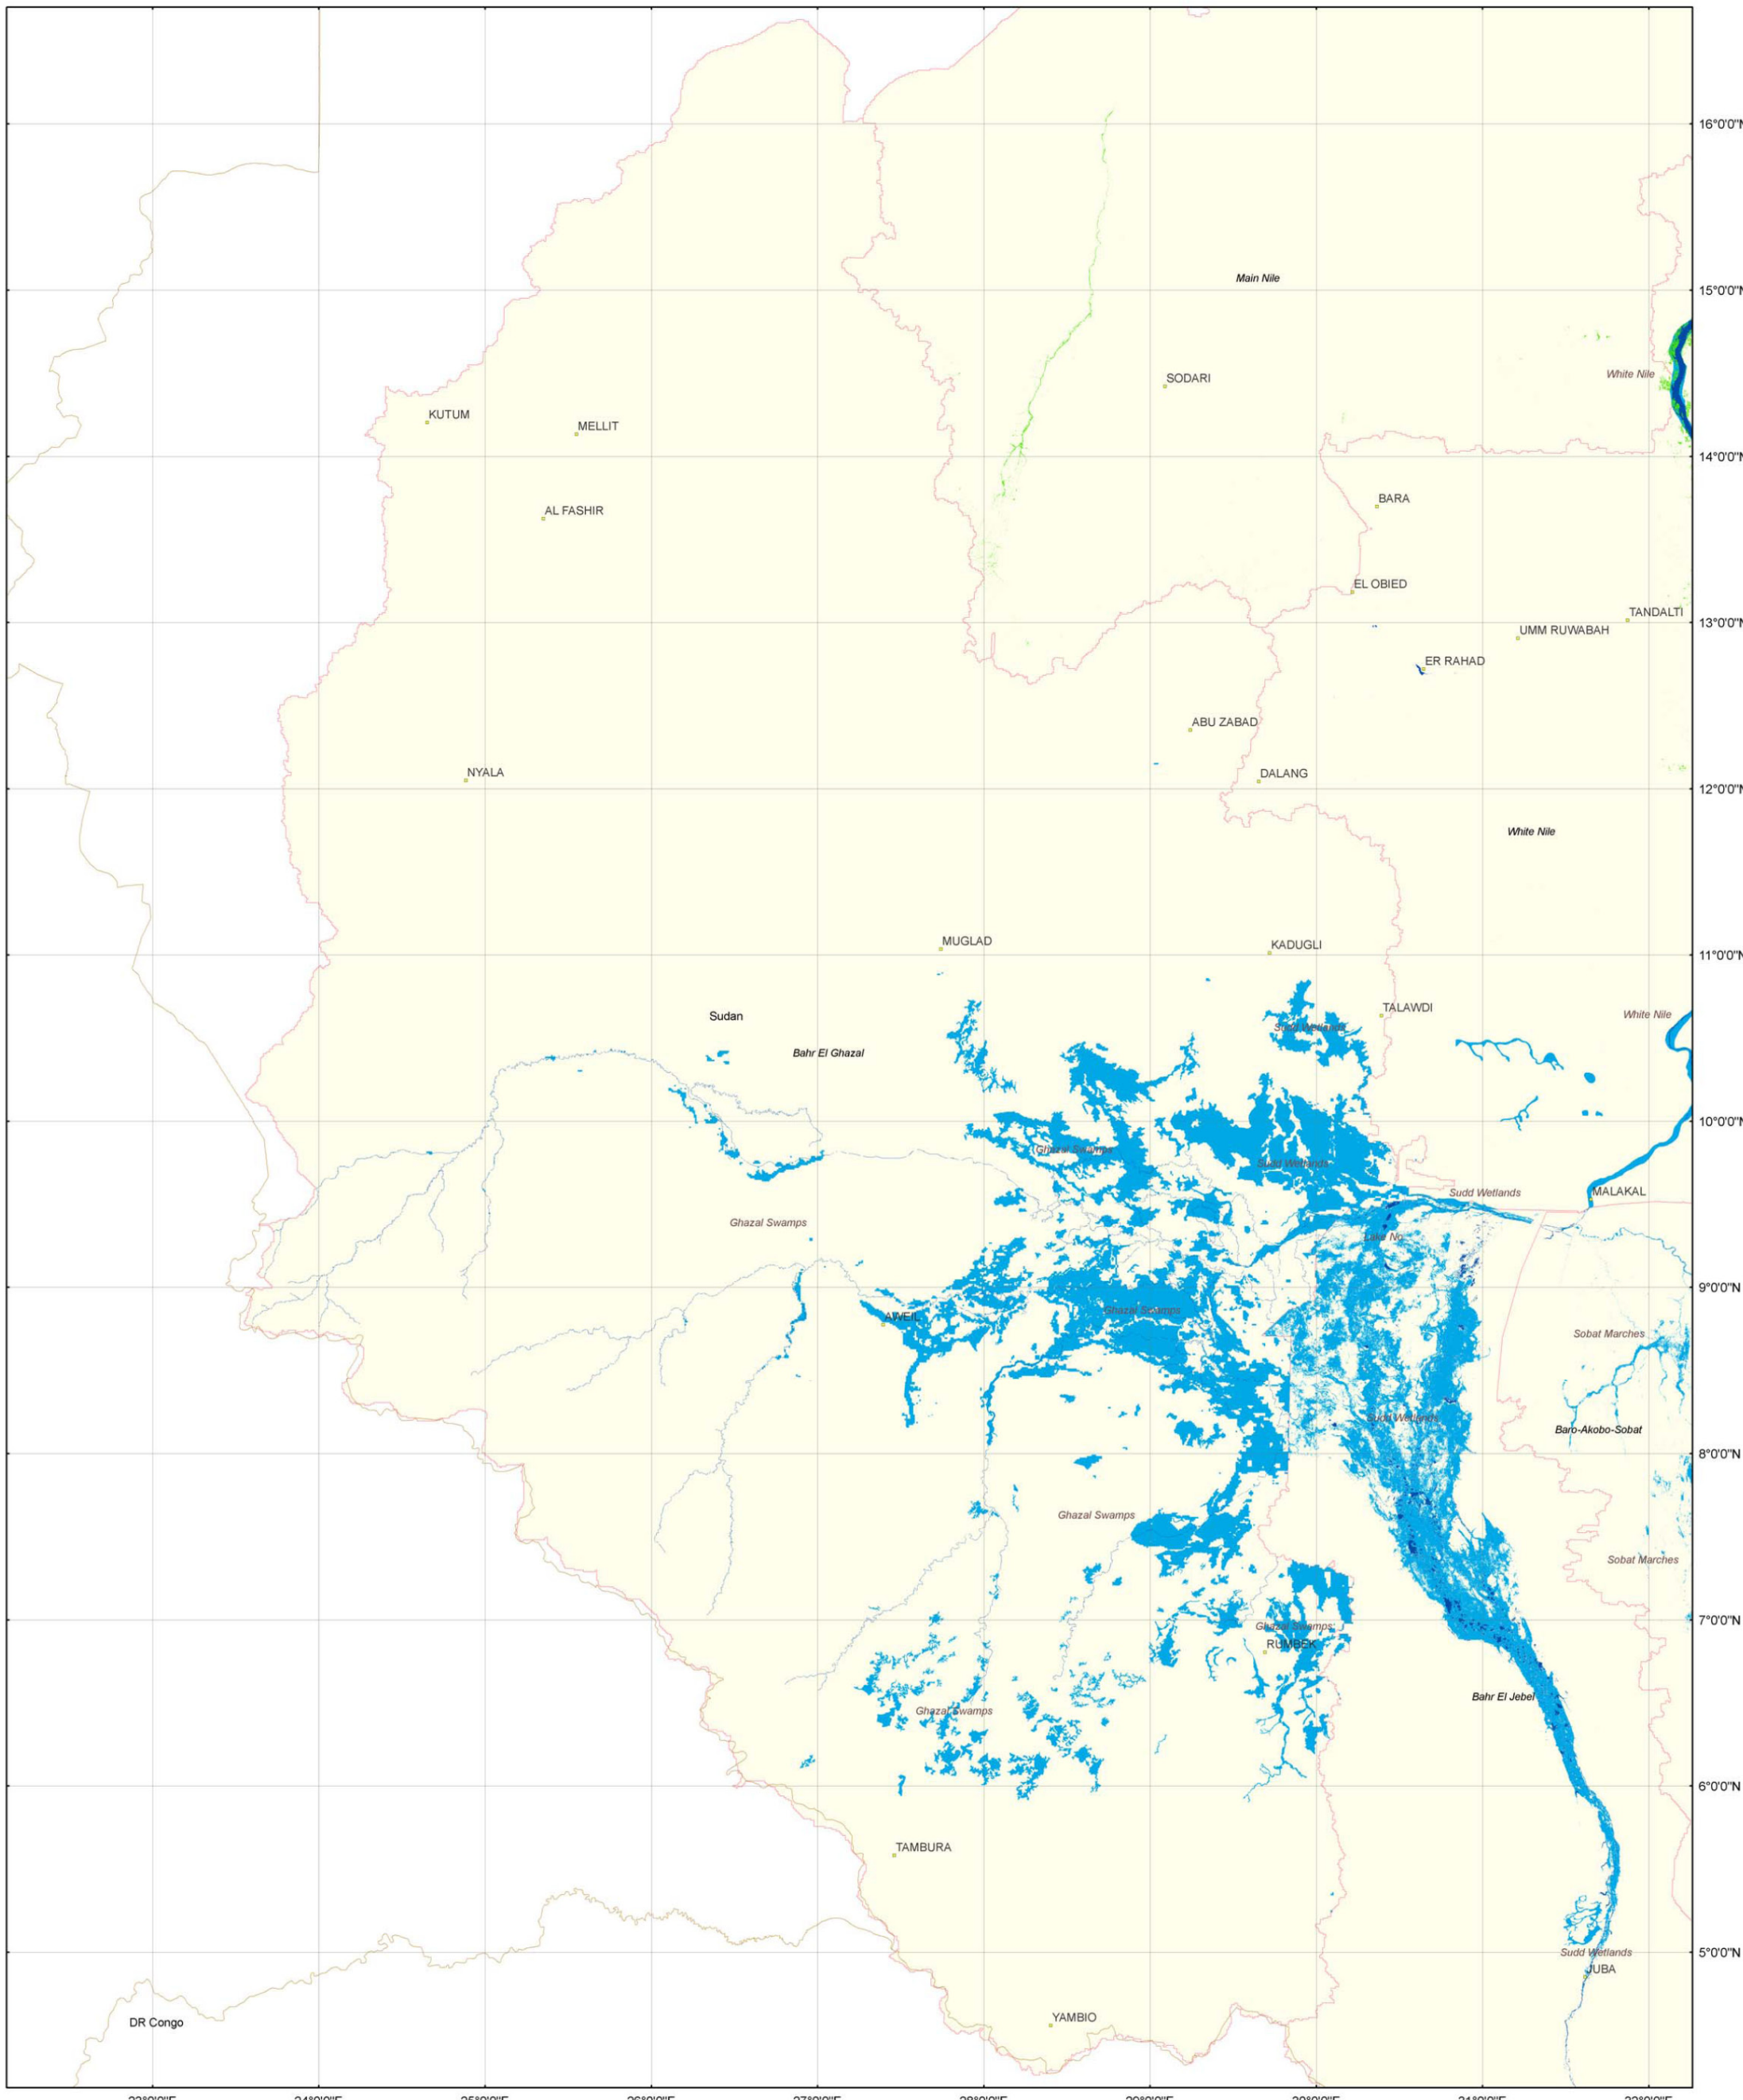 16°0'0"N
Main Nile
15°0'0"N
White Nile
SODARI
KUTUM
MELLIT
14°0'0"N
BARA
AL FASHIR
EL OBIED
TANDALTI
13°0'0"N
UMM RUWABAH
ER RAHAD
ABU ZABAD
NYALA
DALANG
12°0'0"N
White Nile
MUGLAD
KADUGLI
11°0'0"N
TALAWDI
Sudan
White Nile
Sudd Wetlands
Bahr El Ghazal
10°0'0"N
Ghazal Swamps
Sudd Wetlands
Sudd Wetlands
MALAKAL
Ghazal Swamps
Lake No
9°0'0"N
Ghazal Swamps
AWEIL
Sobat Marches
Sudd Wetlands
Baro-Akobo-Sobat
8°0'0"N
Ghazal Swamps
Sobat Marches
7°0'0"N
Ghazal Swamps
RUMBEK
Bahr El Jebel
Ghazal Swamps
6°0'0"N
TAMBURA
5°0'0"N
Sudd Wetlands
JUBA
YAMBIO
DR Congo